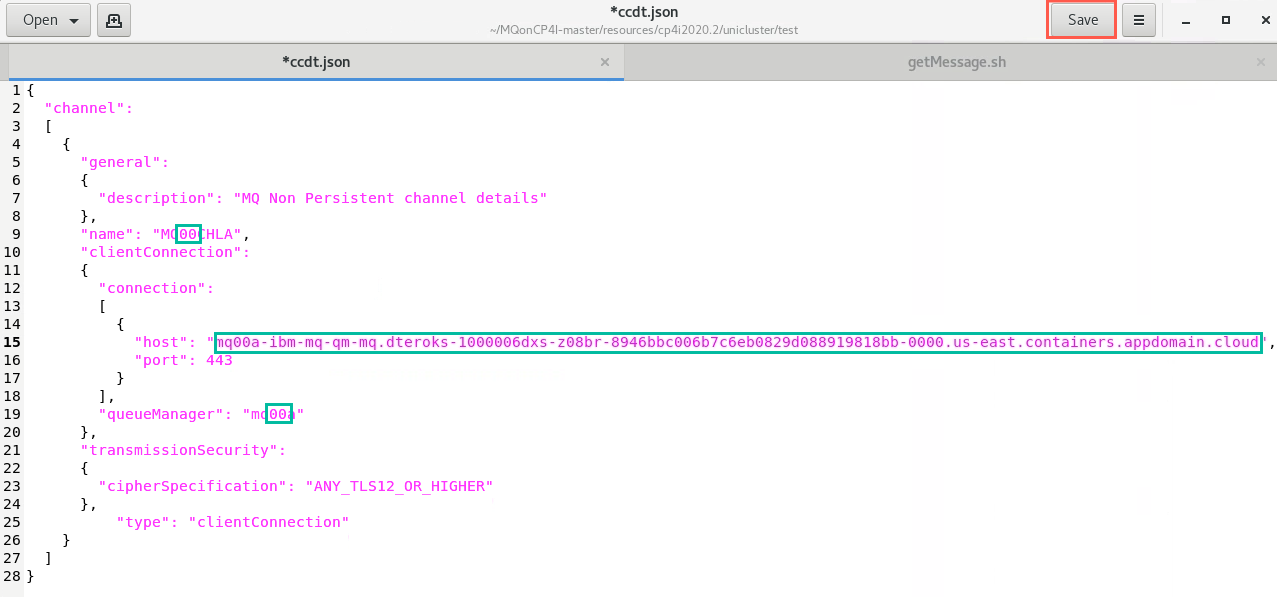 Open
*ccdt.json
~/MQonCP4I-master/resources/cp4i2020.2/unicluster/test
Save
*ccdt.json ×
getMessage.sh ×
1 {
2 "channel":
3 [
4 {
5 "general":
6 {
7 "description": "MQ Non Persistent channel details"
8 },
9 "name": "MQ00CHLA",
10 "clientConnection":
11 {
12 "connection":
13 [
14 {
15 "host": "mq00a-ibm-mq-qm-mq.dteroks-1000006dxs-z08br-8946bbc006b7c6eb0829d088919818bb-0000.us-east.containers.appdomain.cloud",
16 "port": 443
17 }
18 ],
19 "queueManager": "mq00a"
20 },
21 "transmissionSecurity":
22 {
23 "cipherSpecification": "ANY_TLS12_OR_HIGHER"
24 },
25 "type": "clientConnection"
26 }
27 ]
28 }